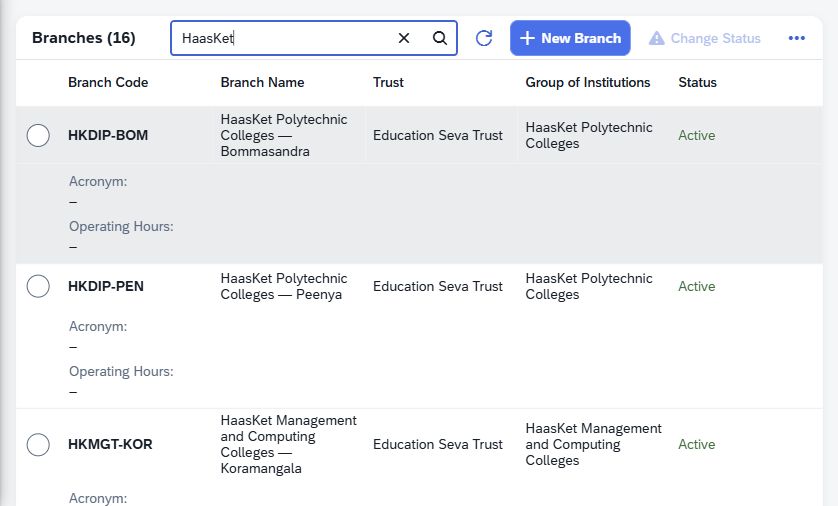 Branches (16)
HaasKet
New Branch
Change Status
Branch Code
Branch Name
Trust
Group of Institutions
Status
HKDIP-BOM
HaasKet Polytechnic
Colleges —
Bommasandra
Education Seva Trust
HaasKet Polytechnic
Colleges
Active
Acronym:
–
Operating Hours:
–
HKDIP-PEN
HaasKet Polytechnic
Colleges — Peenya
Education Seva Trust
HaasKet Polytechnic
Colleges
Active
Acronym:
–
Operating Hours:
–
HKMGT-KOR
HaasKet Management
and Computing
Colleges —
Koramangala
Education Seva Trust
HaasKet Management
and Computing
Colleges
Active
Acronym: